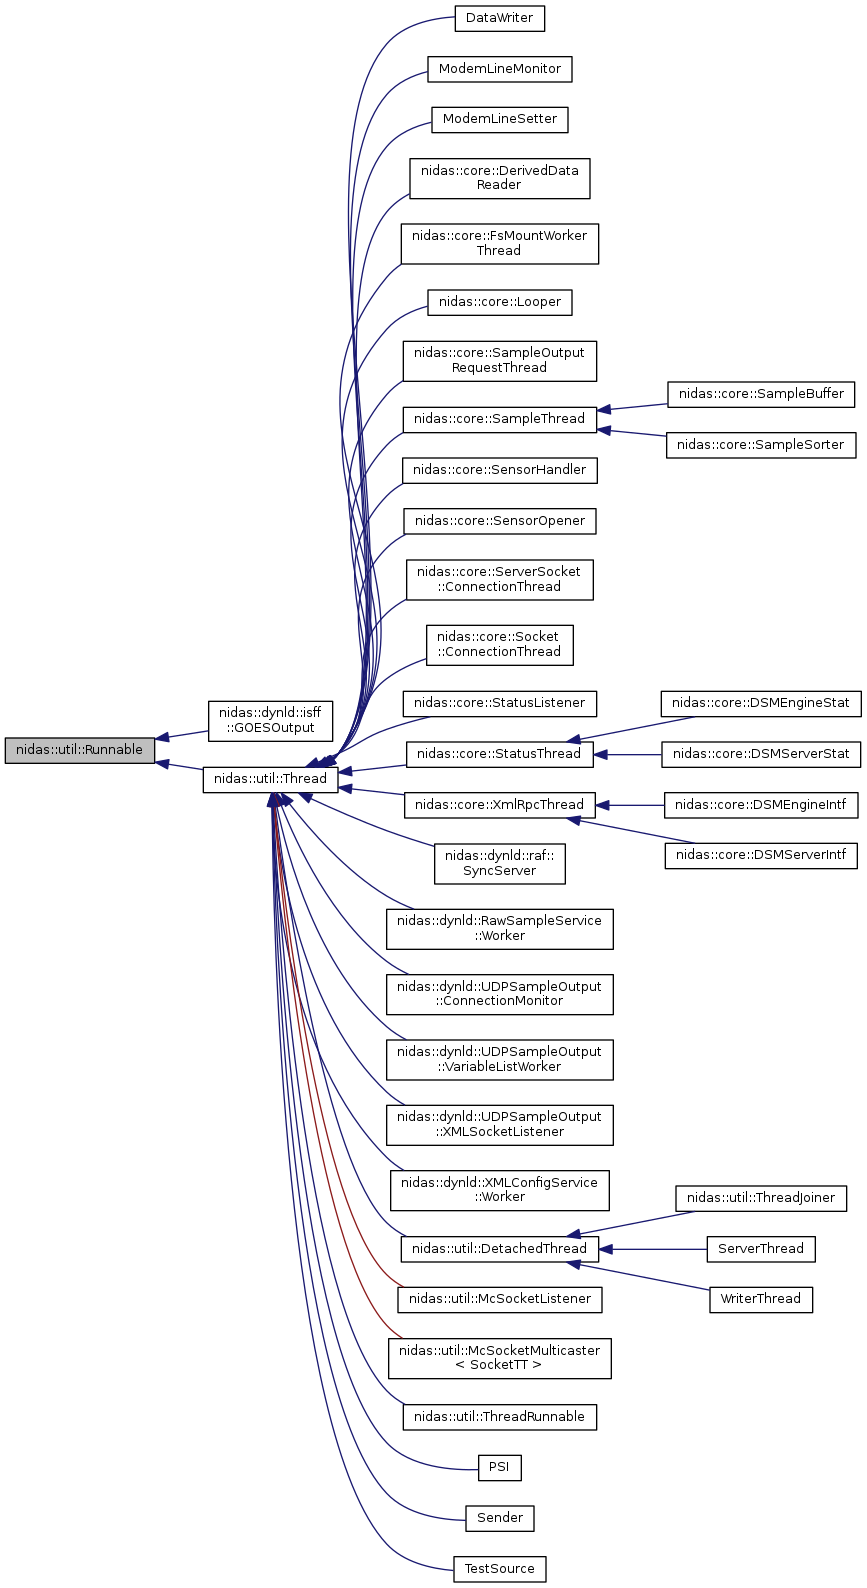 DataWriter
ModemLineMonitor
ModemLineSetter
nidas::core::DerivedData
Reader
nidas::core::FsMountWorker
Thread
nidas::core::Looper
nidas::core::SampleOutput
RequestThread
nidas::core::SampleBuffer
nidas::core::SampleThread
nidas::core::SampleSorter
nidas::core::SensorHandler
nidas::core::SensorOpener
nidas::core::ServerSocket
::ConnectionThread
nidas::core::Socket
::ConnectionThread
nidas::core::StatusListener
nidas::core::DSMEngineStat
nidas::dynld::isff
::GOESOutput
nidas::util::Runnable
nidas::core::StatusThread
nidas::core::DSMServerStat
nidas::util::Thread
nidas::core::XmlRpcThread
nidas::core::DSMEngineIntf
nidas::core::DSMServerIntf
nidas::dynld::raf::
SyncServer
nidas::dynld::RawSampleService
::Worker
nidas::dynld::UDPSampleOutput
::ConnectionMonitor
nidas::dynld::UDPSampleOutput
::VariableListWorker
nidas::dynld::UDPSampleOutput
::XMLSocketListener
nidas::dynld::XMLConfigService
::Worker
nidas::util::ThreadJoiner
nidas::util::DetachedThread
ServerThread
WriterThread
nidas::util::McSocketListener
nidas::util::McSocketMulticaster
< SocketTT >
nidas::util::ThreadRunnable
PSI
Sender
TestSource